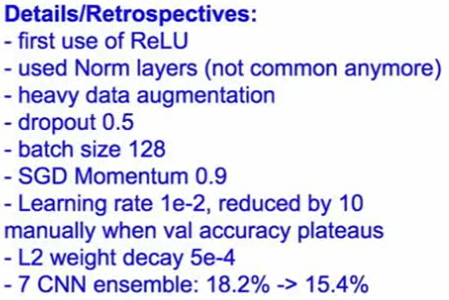 Details/Retrospectives:
- first use of ReLU
- used Norm layers (not common anymore)
- heavy data augmentation
- dropout 0.5
- batch size 128
- SGD Momentum 0.9
- Learning rate 1e-2, reduced by 10
manually when val accuracy plateaus
- L2 weight decay 5e-4
- 7 CNN ensemble: 18.2% -> 15.4%